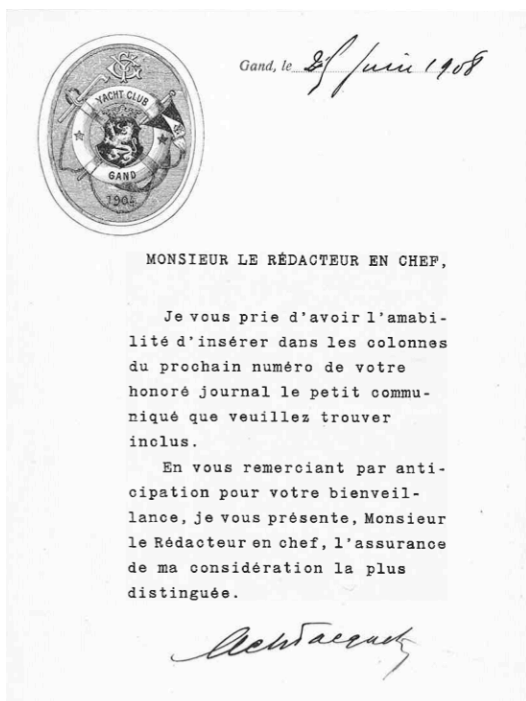 YCG
YACHT CLUB
GAND
Gand, le 25 Juin 1908
MONSIEUR LE RÉDACTEUR EN CHEF,
Je vous prie d'avoir l'amabi-
lité d'insérer dans les colonnes
du prochain numéro de votre
honoré journal le petit commu-
niqué que veuillez trouver
inclus.
En vous remerciant par anti-
cipation pour votre bienveil-
lance, je vous présente, Monsieur
le Rédacteur en chef, l'assurance
de ma considération la plus
distinguée.